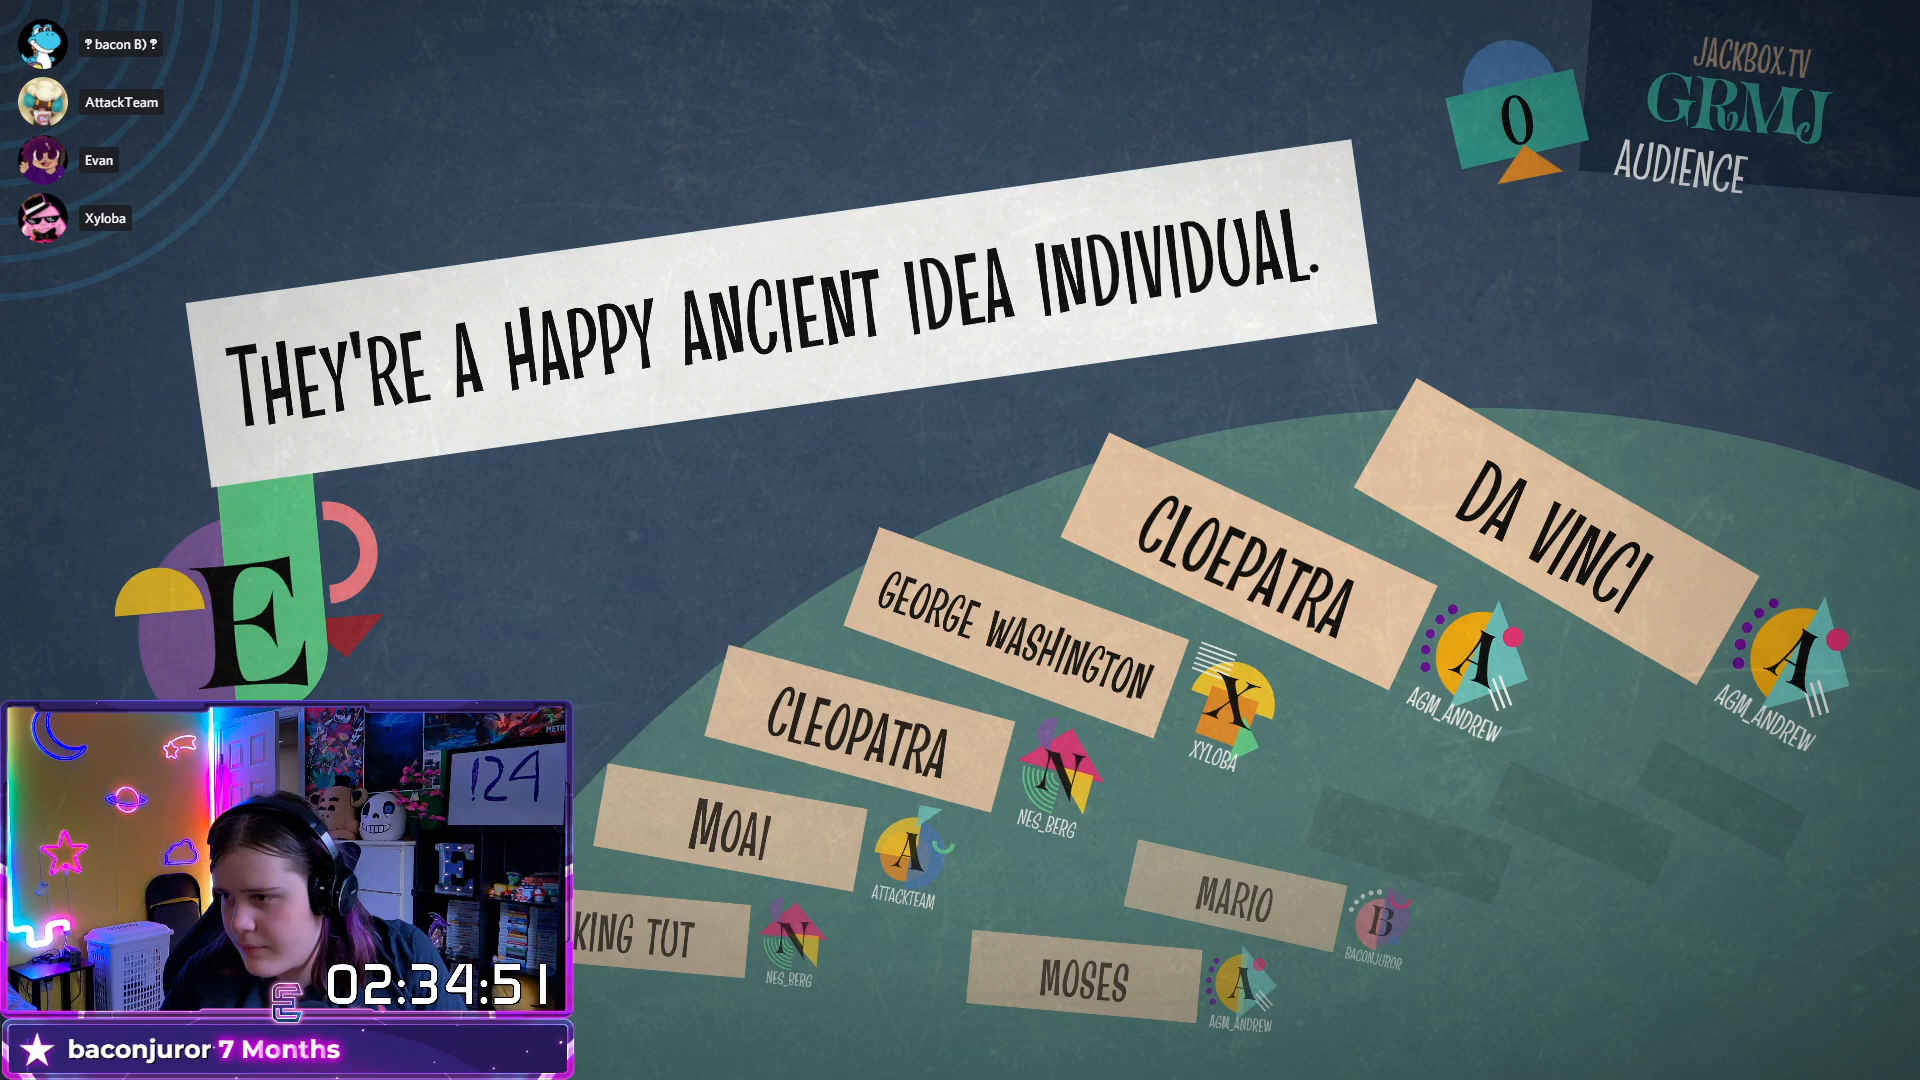 ‽ bacon B) ‽
AttackTeam
Evan
Xyloba
JACKBOX.TV
GRMJ
0
AUDIENCE
THEY'RE A HAPPY ANCIENT IDEA INDIVIDUAL.
E
DA VINCI
A
AGM_ANDREW
CLOEPATRA
A
AGM_ANDREW
GEORGE WASHINGTON
X
XYLOBA
CLEOPATRA
N
NES_BERG
MOAI
A
ATTACKTEAM
MARIO
B
BACONJUROR
KING TUT
N
NES_BERG
MOSES
A
AGM_ANDREW
!24
E
02:34:51
E
baconjuror 7 Months